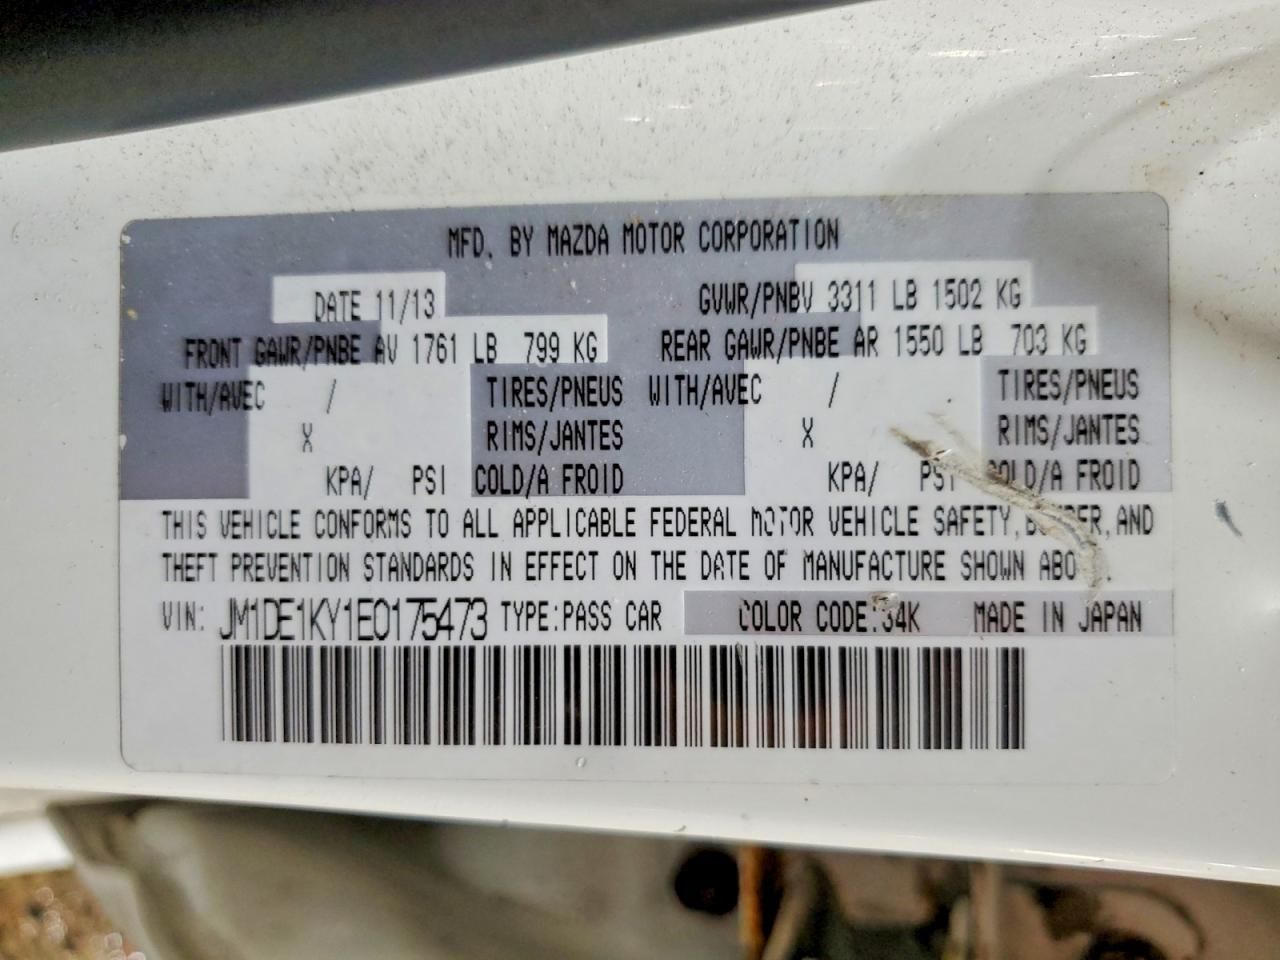 MFD. BY MAZDA MOTOR CORPORATION
DATE 11/13 GVWR/PNBV 3311 LB 1502 KG
FRONT GAWR/PNBE AV 1761 LB 799 KG REAR GAWR/PNBE AR 1550 LB 703 KG
WITH/AVEC / TIRES/PNEUS WITH/AVEC / TIRES/PNEUS
X RIMS/JANTES X RIMS/JANTES
KPA/ PSI COLD/A FROID KPA/ PSI COLD/A FROID
THIS VEHICLE CONFORMS TO ALL APPLICABLE FEDERAL MOTOR VEHICLE SAFETY, AND
THEFT PREVENTION STANDARDS IN EFFECT ON THE DATE OF MANUFACTURE SHOWN
VIN: JM1DE1KY1E0175473 TYPE:PASS CAR COLOR CODE:34K MADE IN JAPAN